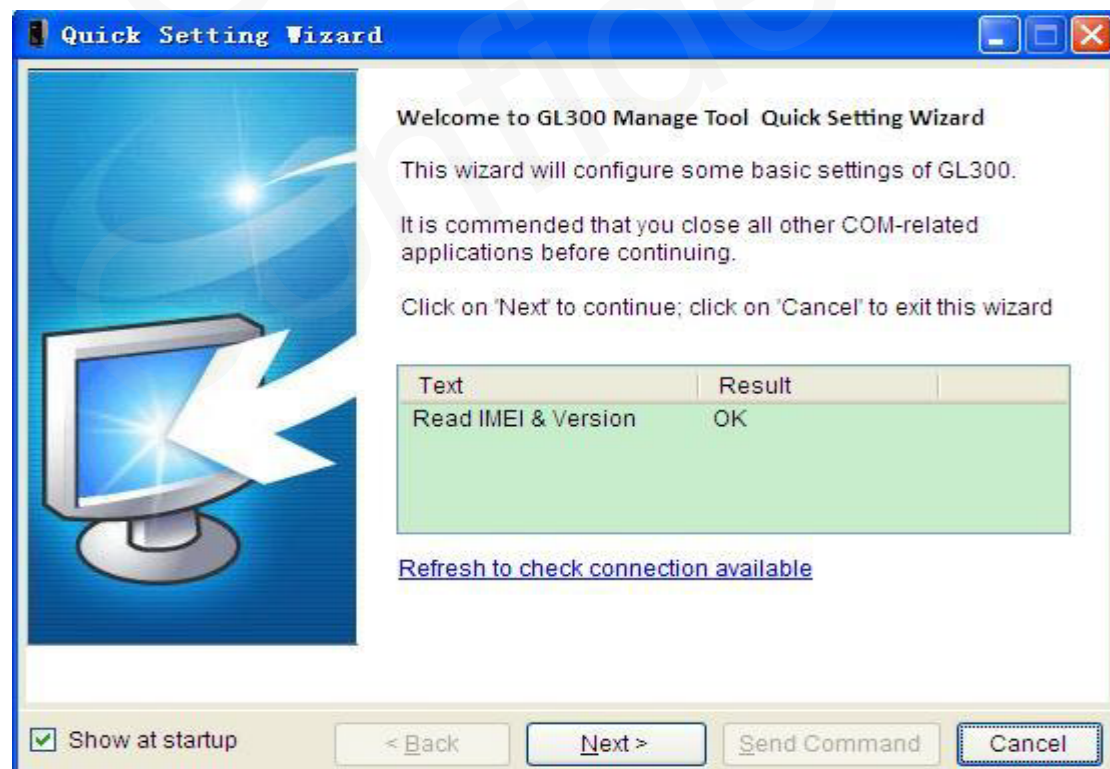 Quick Setting Wizard
Welcome to GL300 Manage Tool Quick Setting Wizard
This wizard will configure some basic settings of GL300.
It is commended that you close all other COM-related
applications before continuing.
Click on 'Next' to continue; click on 'Cancel' to exit this wizard
Text Result
Read IMEI & Version OK
Refresh to check connection available
Show at startup < Back Next > Send Command Cancel